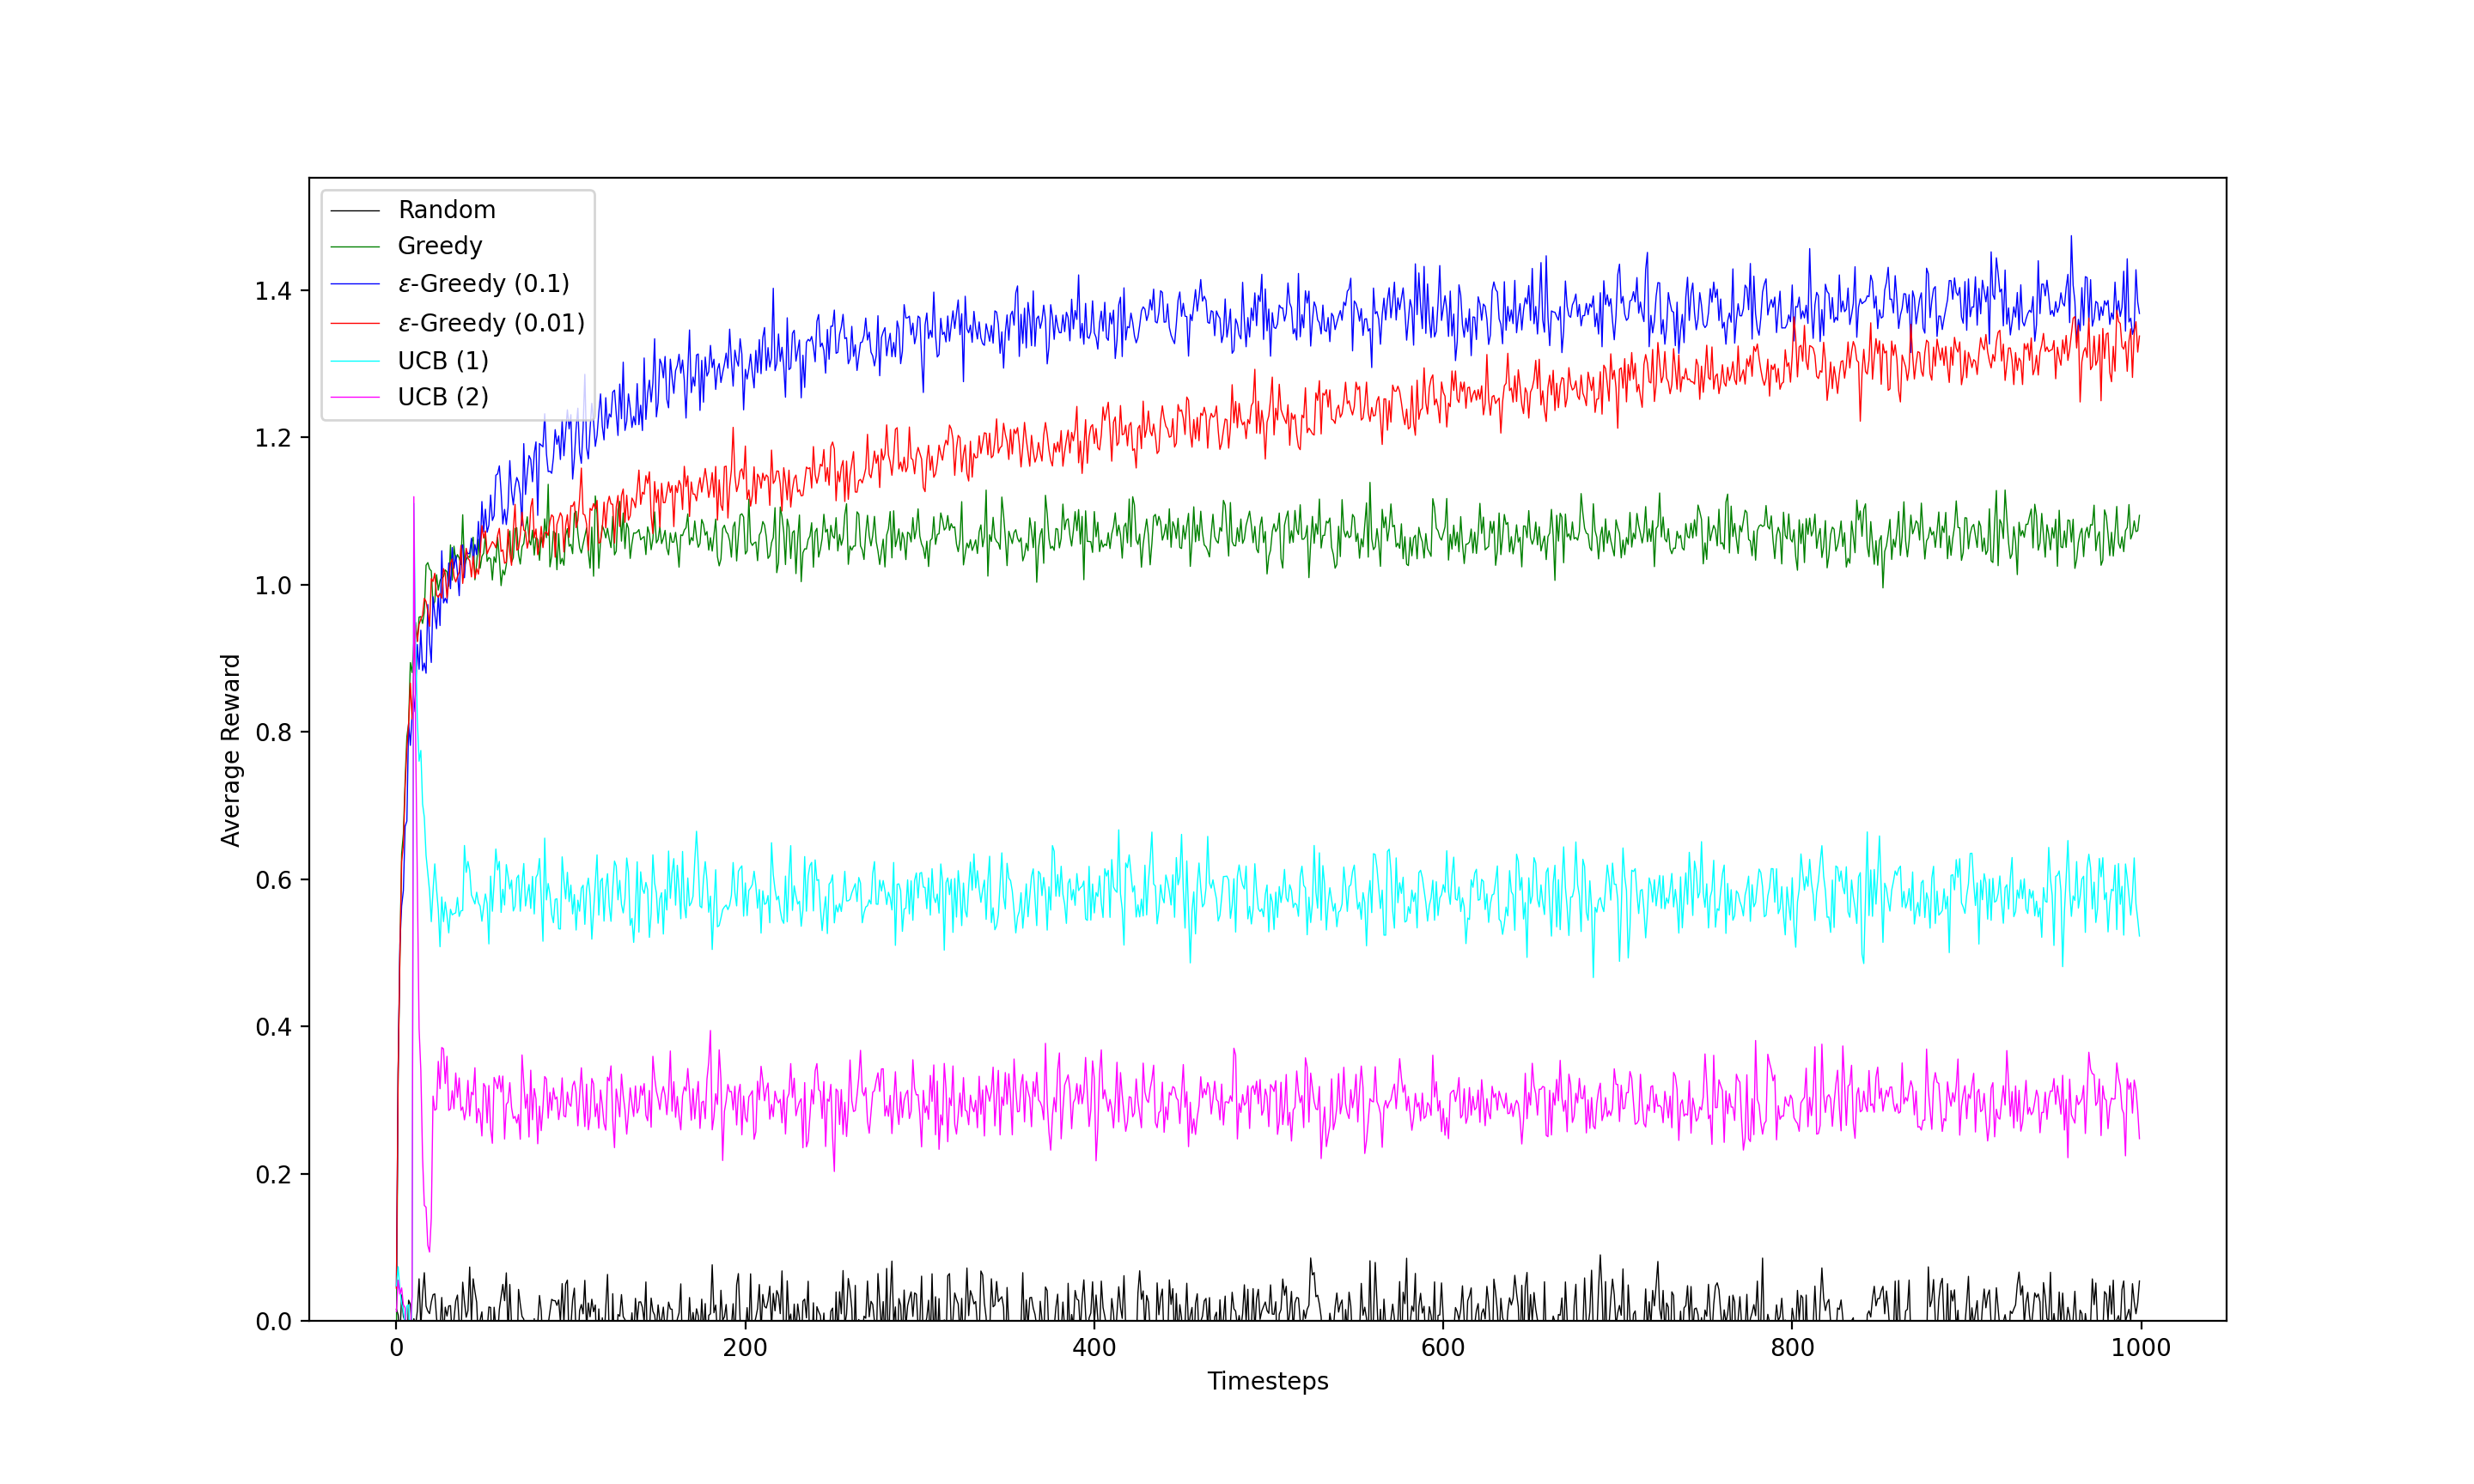 Random
Greedy
ε-Greedy (0.1)
ε-Greedy (0.01)
UCB (1)
UCB (2)
1.4
1.2
1.0
0.8
0.6
0.4
0.2
0.0
Average Reward
0 200 400 600 800 1000
Timesteps